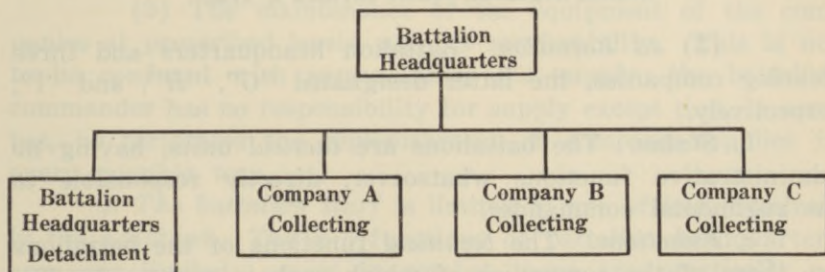 Battalion
Headquarters
Battalion
Headquarters
Detachment
Company A
Collecting
Company B
Collecting
Company C
Collecting